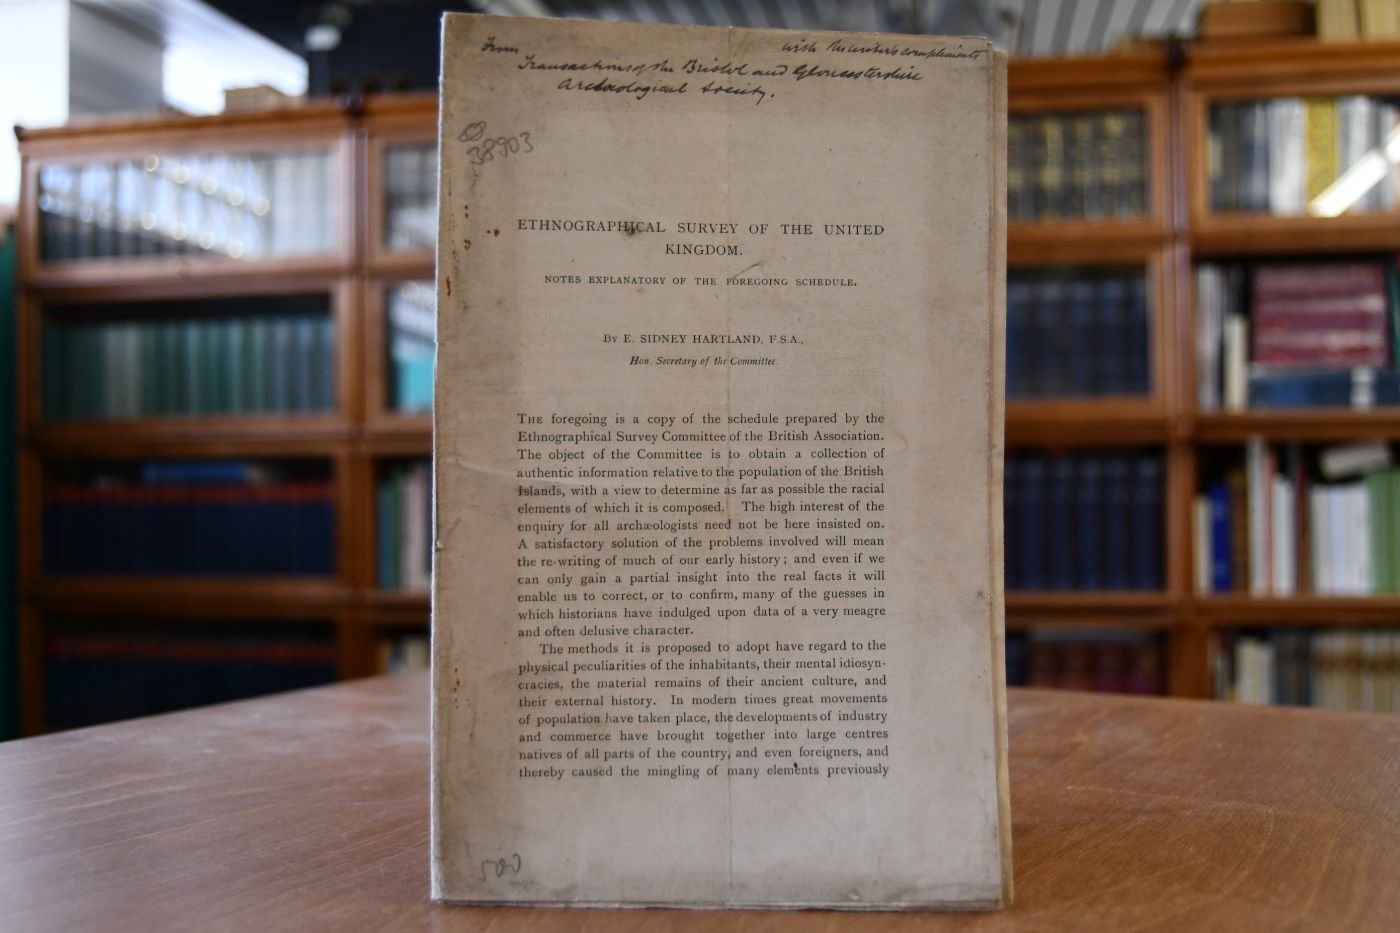 with the writer's compliments
From
Transactions of the Bristol and Gloucestershire
Archæological Society.
38903
ETHNOGRAPHICAL SURVEY OF THE UNITED
KINGDOM.
NOTES EXPLANATORY OF THE FOREGOING SCHEDULE.
By E. SIDNEY HARTLAND, F.S.A.,
Hon. Secretary of the Committee.
THE foregoing is a copy of the schedule prepared by the
Ethnographical Survey Committee of the British Association.
The object of the Committee is to obtain a collection of
authentic information relative to the population of the British
Islands, with a view to determine as far as possible the racial
elements of which it is composed. The high interest of the
enquiry for all archæologists need not be here insisted on.
A satisfactory solution of the problems involved will mean
the re-writing of much of our early history; and even if we
can only gain a partial insight into the real facts it will
enable us to correct, or to confirm, many of the guesses in
which historians have indulged upon data of a very meagre
and often delusive character.
The methods it is proposed to adopt have regard to the
physical peculiarities of the inhabitants, their mental idiosyn-
cracies, the material remains of their ancient culture, and
their external history. In modern times great movements
of population have taken place, the developments of industry
and commerce have brought together into large centres
natives of all parts of the country, and even foreigners, and
thereby caused the mingling of many elements previously
500